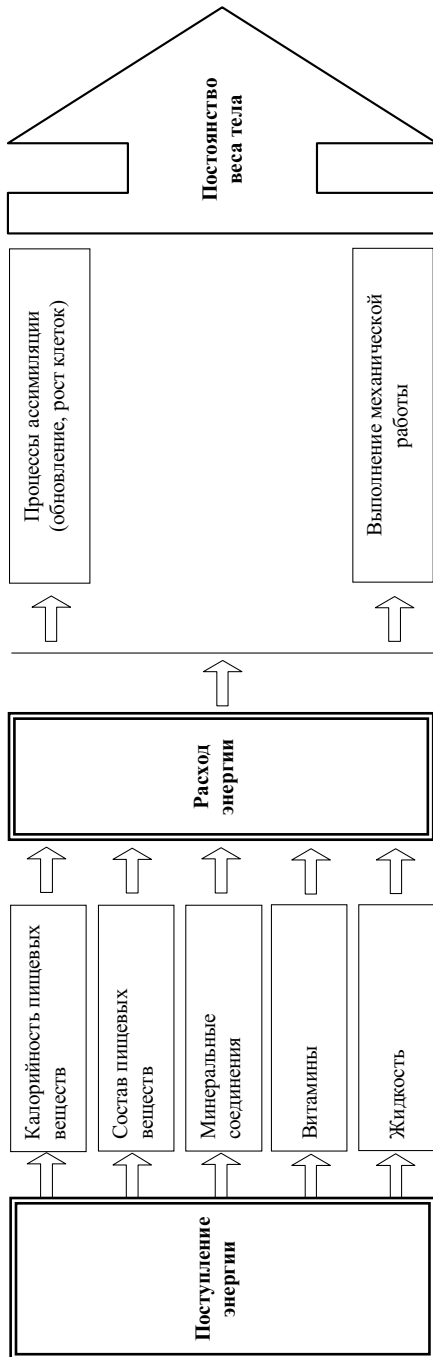 Поступление
энергии
Калорийность пищевых
веществ
Состав пищевых
веществ
Минеральные
соединения
Витамины
Жидкость
Расход
энергии
Процессы ассимиляции
(обновление, рост клеток)
Выполнение механической
работы
Постоянство
веса тела